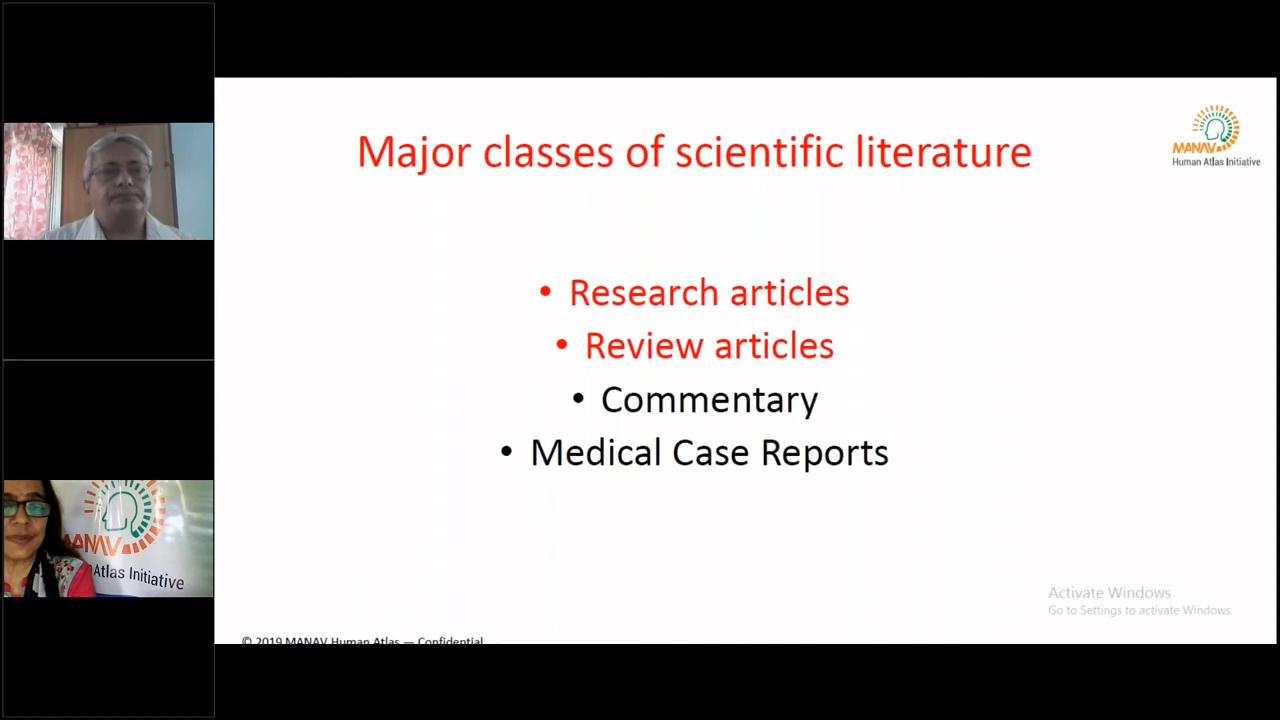 Major classes of scientific literature
MANAV
Human Atlas Initiative
• Research articles
• Review articles
• Commentary
• Medical Case Reports
MANAV
Atlas Initiative
Activate Windows
Go to Settings to activate Windows.
© 2019 MANAV Human Atlas — Confidential